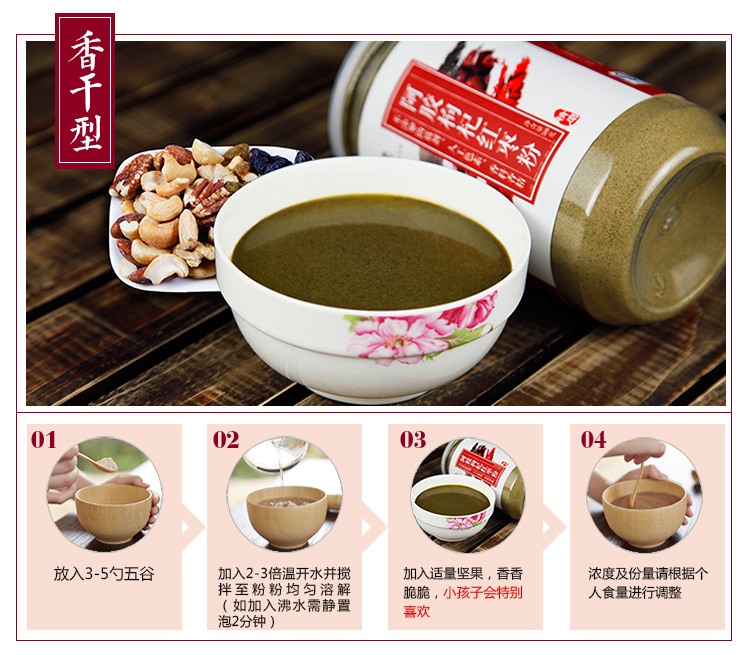 香干型
阿胶枸杞红枣粉
01
放入3-5勺五谷
02
加入2-3倍温开水并搅
拌至粉粉均匀溶解
（如加入沸水需静置
泡2分钟）
03
加入适量坚果，香香
脆脆，小孩子会特别
喜欢
04
浓度及份量请根据个
人食量进行调整